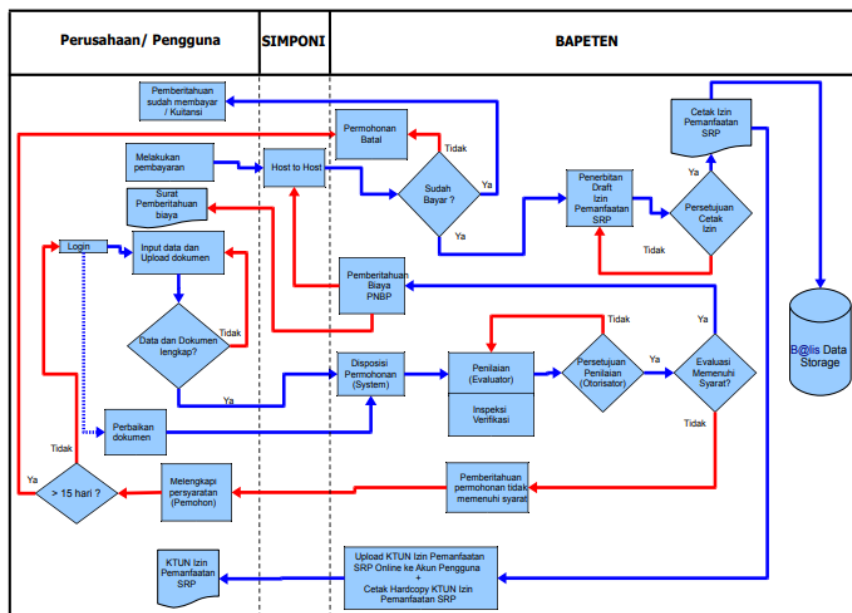 Perusahaan/ Pengguna
SIMPONI
BAPETEN
Pemberitahuan
sudah membayar
/ Kuitansi
Permohonan
Batal
Tidak
Cetak Izin
Pemanfaatan
SRP
Melakukan
pembayaran
Host to Host
Sudah
Bayar ?
Ya
Ya
Penerbitan
Draft
Izin
Pemanfaatan
SRP
Ya
Persetujuan
Cetak
Izin
Tidak
Surat
Pemberitahuan
biaya
Login
Input data dan
Upload dokumen
Pemberitahuan
Biaya
PNBP
Data dan Dokumen
lengkap?
Tidak
Ya
Disposisi
Permohonan
(System)
Penilaian
(Evaluator)
Inspeksi
Verifikasi
Tidak
Persetujuan
Penilaian
(Otorisator)
Ya
Ya
Evaluasi
Memenuhi
Syarat?
Tidak
B@lis Data
Storage
Perbaikan
dokumen
Tidak
Ya
> 15 hari ?
Melengkapi
persyaratan
(Pemohon)
Pemberitahuan
permohonan tidak
memenuhi syarat
KTUN Izin
Pemanfaatan
SRP
Upload KTUN Izin Pemanfaatan
SRP Online ke Akun Pengguna
+
Cetak Hardcopy KTUN Izin
Pemanfaatan SRP